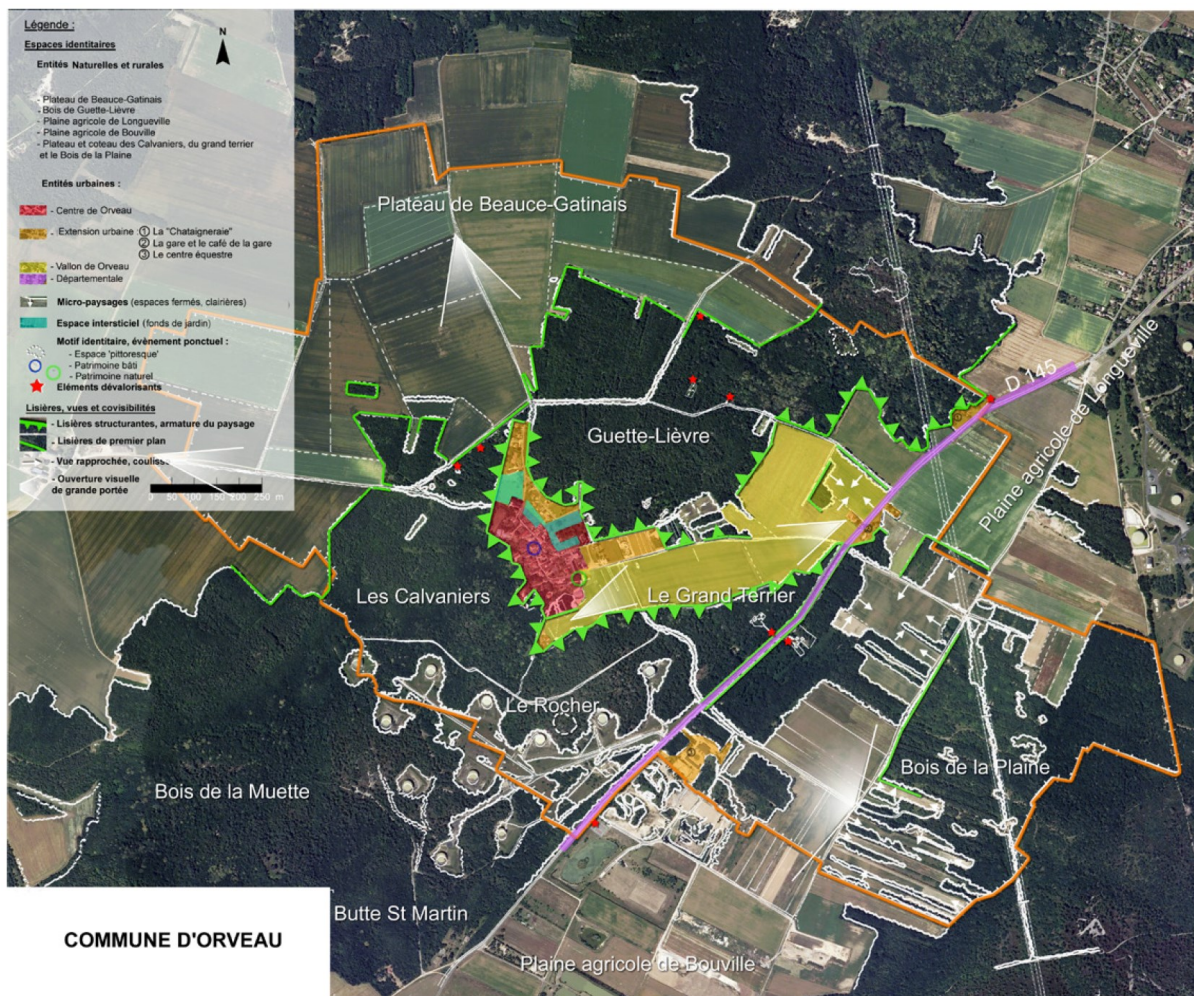 Légende :
Espaces identitaires
Entités Naturelles et rurales
- Plateau de Beauce-Gatinais
- Bois de Guette-Lièvre
- Plaine agricole de Longueville
- Plaine agricole de Bouville
- Plateau et coteau des Calvaniers, du grand terrier
et le Bois de la Plaine
Entités urbaines :
- Centre de Orveau
- Extension urbaine : ① La "Chataigneraie"
② La gare et le café de la gare
③ Le centre équestre
- Vallon de Orveau
- Départementale
Micro-paysages (espaces fermés, clairières)
Espace intersticiel (fonds de jardin)
Motif identitaire, évènement ponctuel :
- Espace 'pittoresque'
- Patrimoine bâti
- Patrimoine naturel
Eléments dévalorisants
Lisières, vues et covisibilités
- Lisières structurantes, armature du paysage
- Lisières de premier plan
- Vue rapprochée, coulisse
- Ouverture visuelle
de grande portée
0 50 100 150 200 250 m
N
Plateau de Beauce-Gatinais
D 145
Plaine agricole de Longueville
Guette-Lièvre
Les Calvaniers
Le Grand Terrier
Le Rocher
Bois de la Plaine
Bois de la Muette
Butte St Martin
Plaine agricole de Bouville
COMMUNE D'ORVEAU